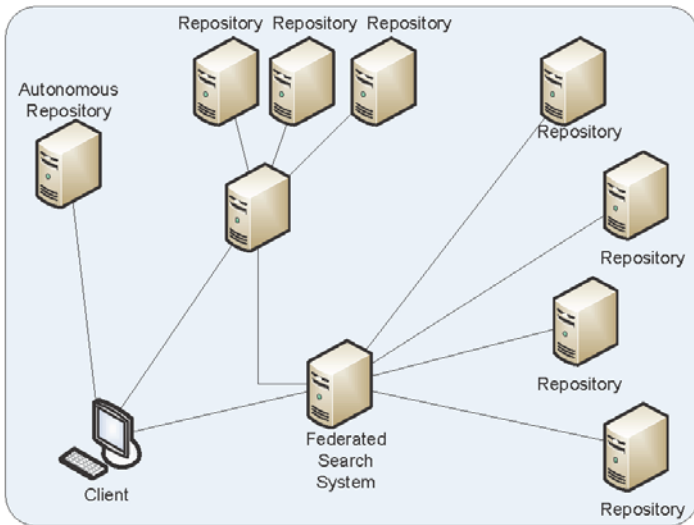 Repository
Repository
Repository
Autonomous
Repository
Repository
Repository
Repository
Federated
Search
System
Client
Repository